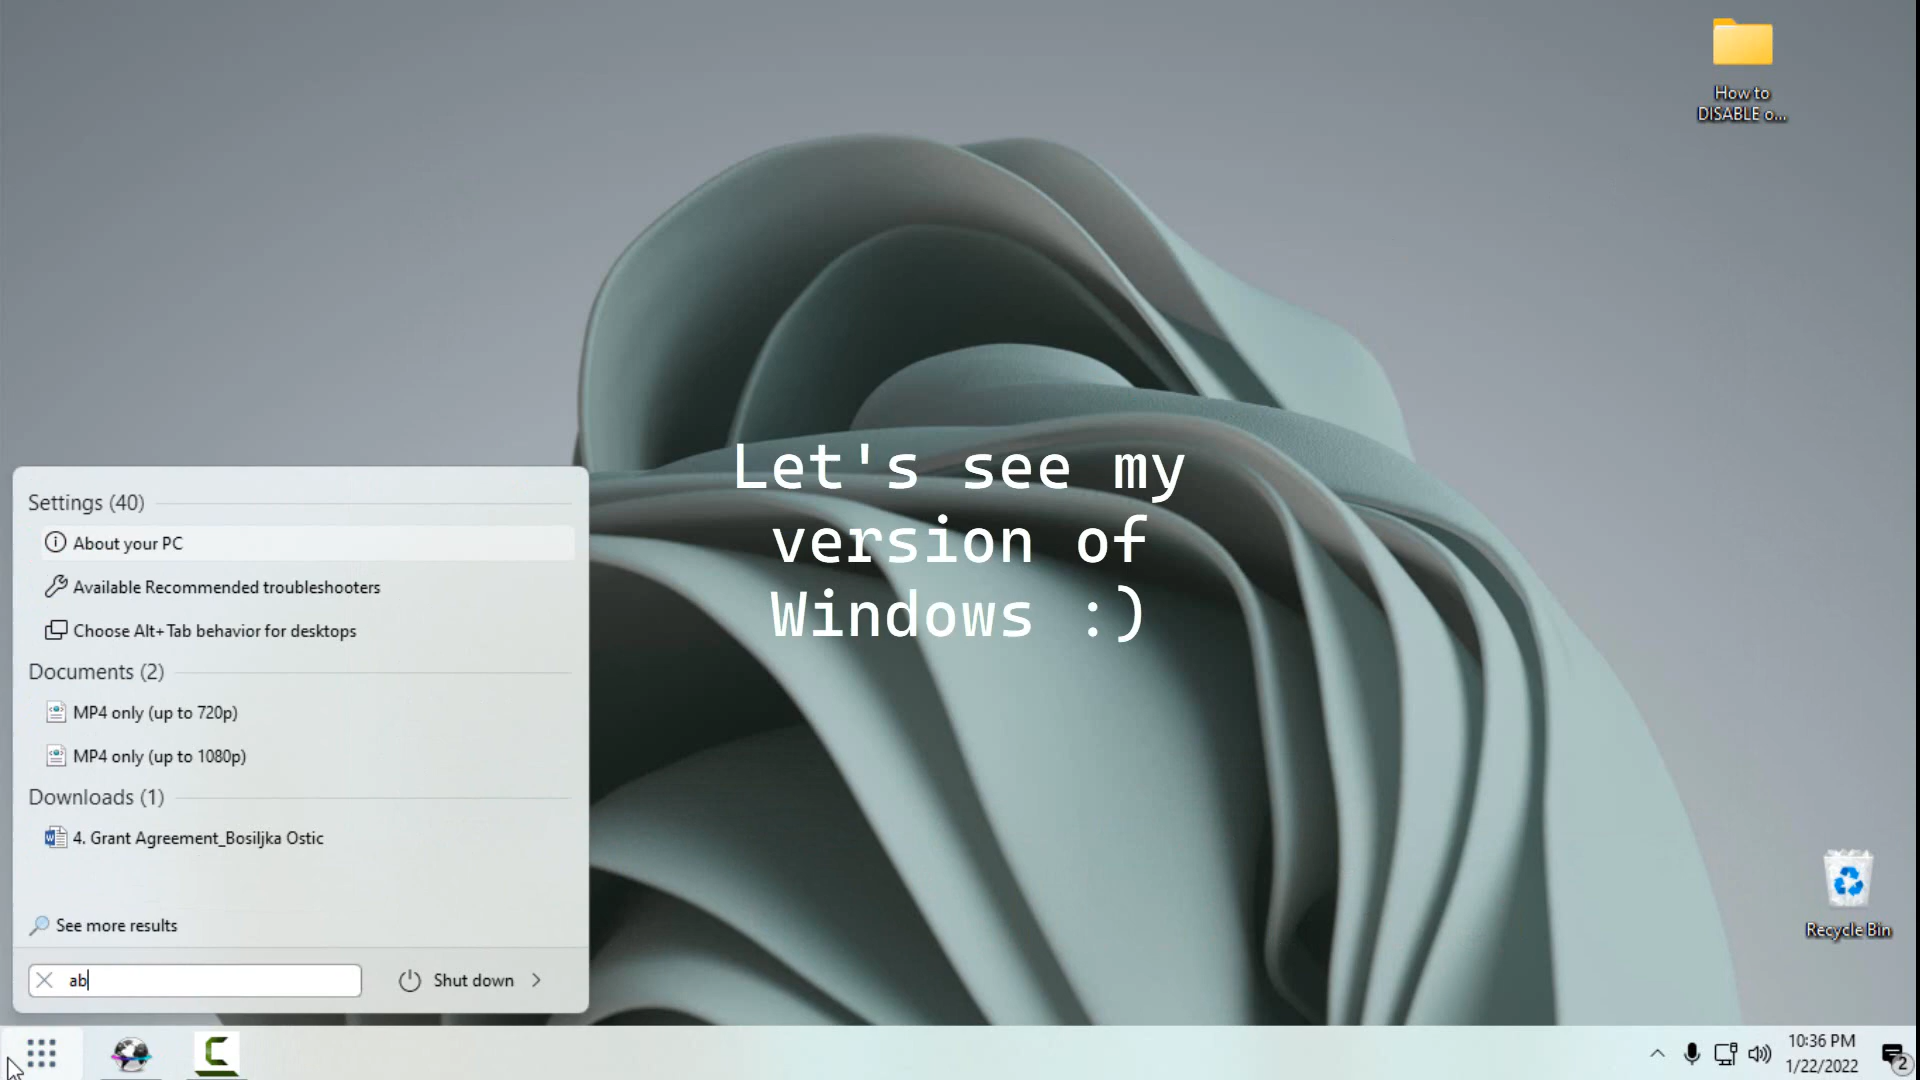 How to
DISABLE o...
Let's see my
version of
Windows :)
Settings (40)
About your PC
Available Recommended troubleshooters
Choose Alt+Tab behavior for desktops
Documents (2)
MP4 only (up to 720p)
MP4 only (up to 1080p)
Downloads (1)
4. Grant Agreement_Bosiljka Ostic
See more results
ab
Shut down
Recycle Bin
10:36 PM
1/22/2022
2